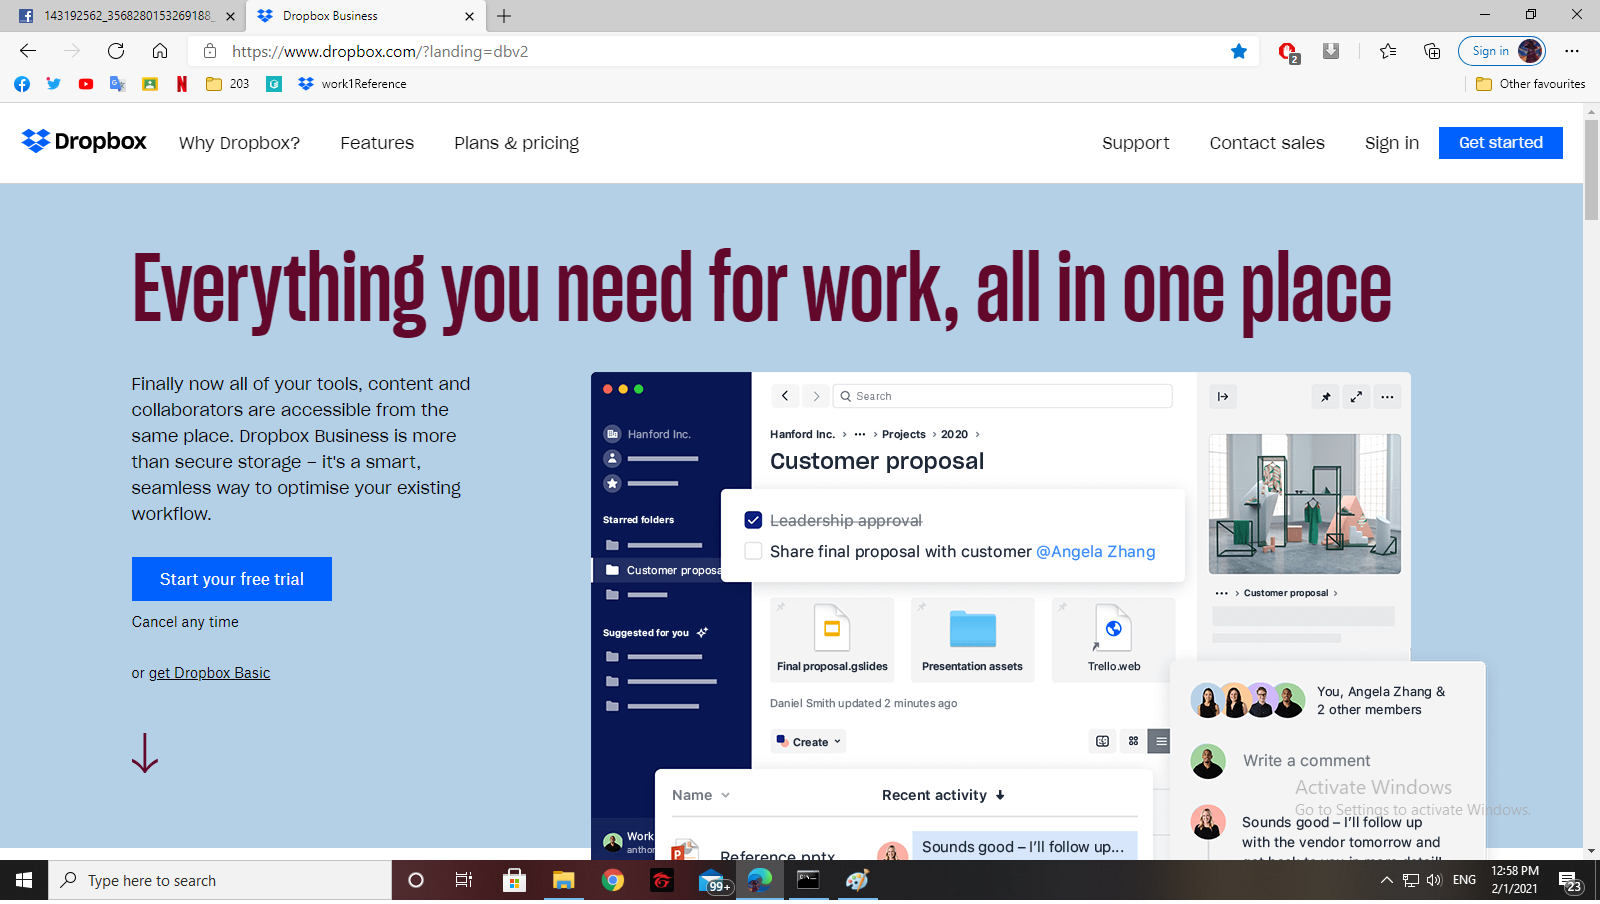 143192562_3568280153269188_
Dropbox Business
https://www.dropbox.com/?landing=dbv2
2
Sign in
203
work1Reference
Other favourites
Dropbox
Why Dropbox?
Features
Plans & pricing
Support
Contact sales
Sign in
Get started
Everything you need for work, all in one place
Finally now all of your tools, content and
collaborators are accessible from the
same place. Dropbox Business is more
than secure storage – it's a smart,
seamless way to optimise your existing
workflow.
Start your free trial
Cancel any time
or get Dropbox Basic
Hanford Inc.
Starred folders
Customer proposa
Suggested for you
Work
Search
Hanford Inc. › ··· › Projects › 2020 ›
Customer proposal
Leadership approval
Share final proposal with customer @Angela Zhang
Final proposal.gslides
Presentation assets
Trello.web
Daniel Smith updated 2 minutes ago
Create
Name
Recent activity
Reference.pptx
Sounds good – I'll follow up...
··· › Customer proposal ›
You, Angela Zhang &
2 other members
Write a comment
Activate Windows
Go to Settings to activate Windows.
Sounds good – I'll follow up
with the vendor tomorrow and
Type here to search
99+
ENG
12:58 PM
2/1/2021
23